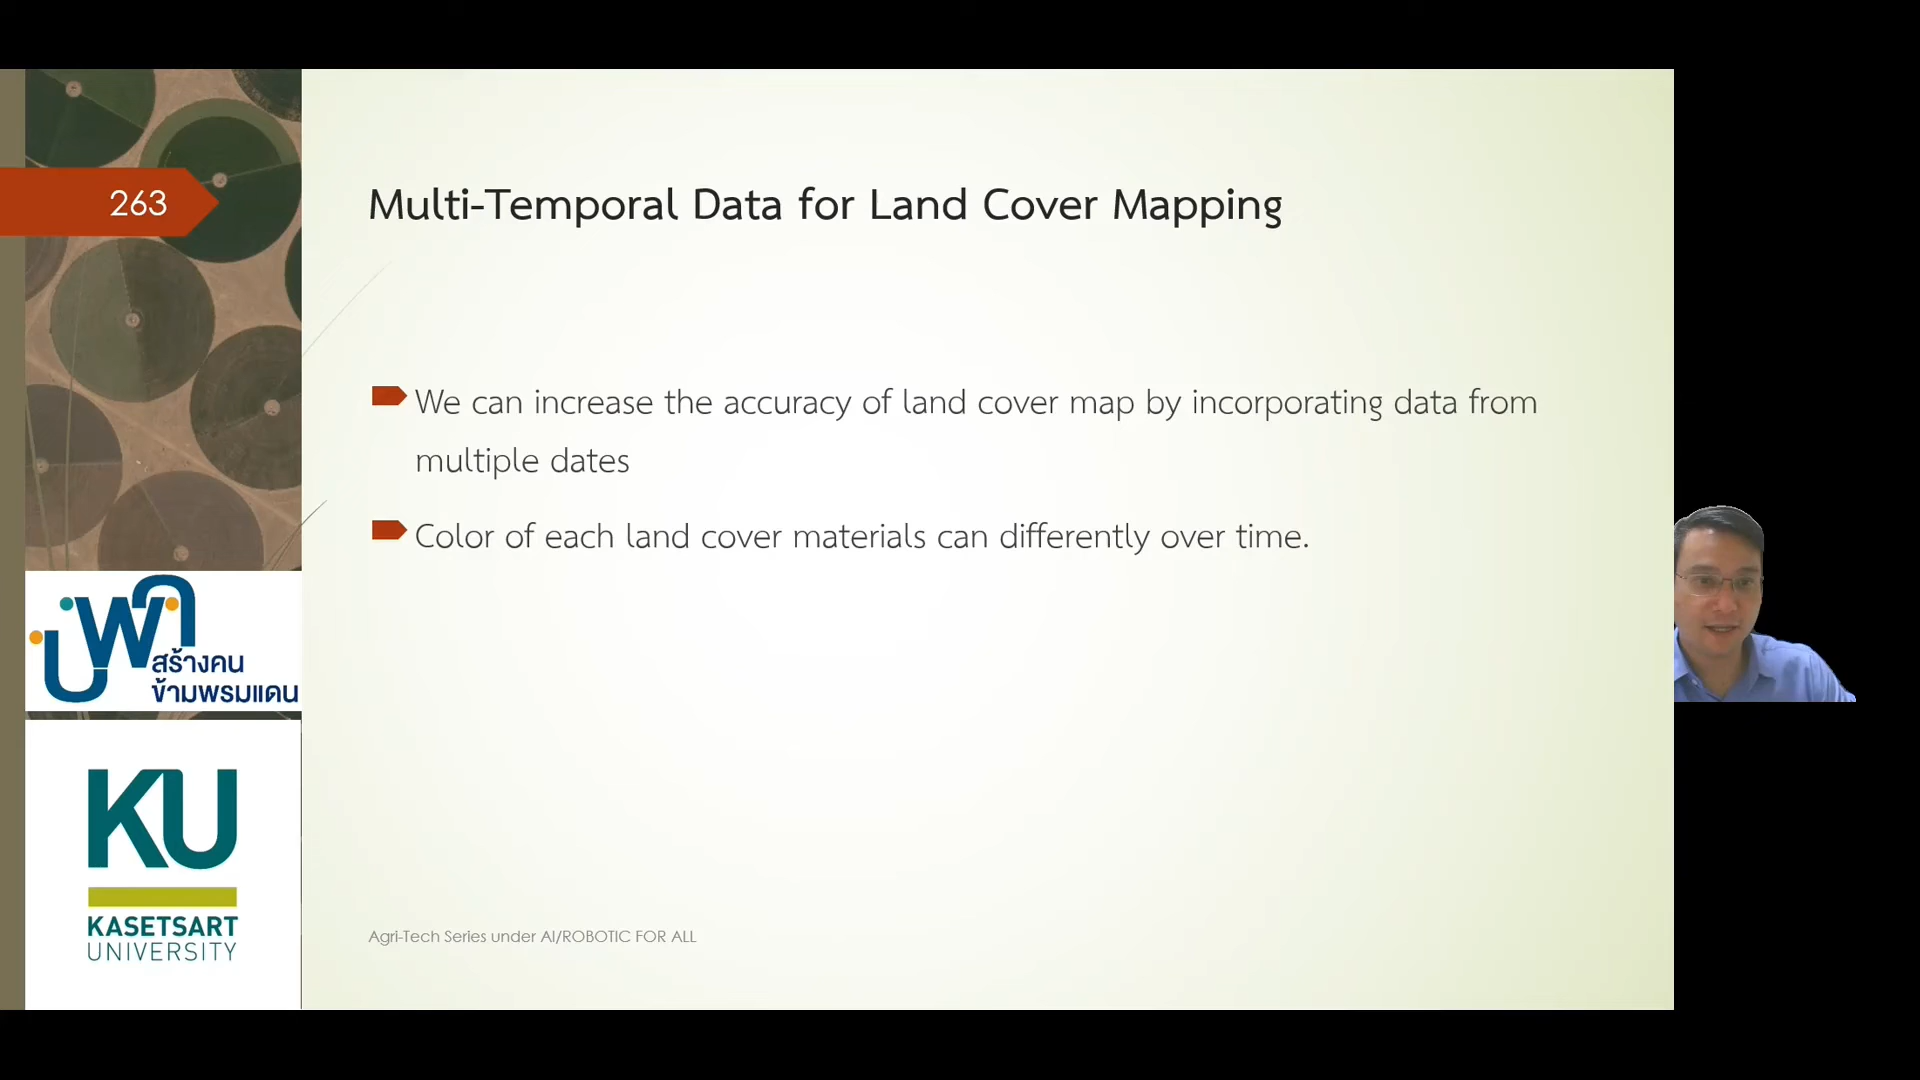 263
Multi-Temporal Data for Land Cover Mapping
We can increase the accuracy of land cover map by incorporating data from
multiple dates
Color of each land cover materials can differently over time.
บพค
สร้างคน
ข้ามพรมแดน
KU
KASETSART
UNIVERSITY
Agri-Tech Series under AI/ROBOTIC FOR ALL